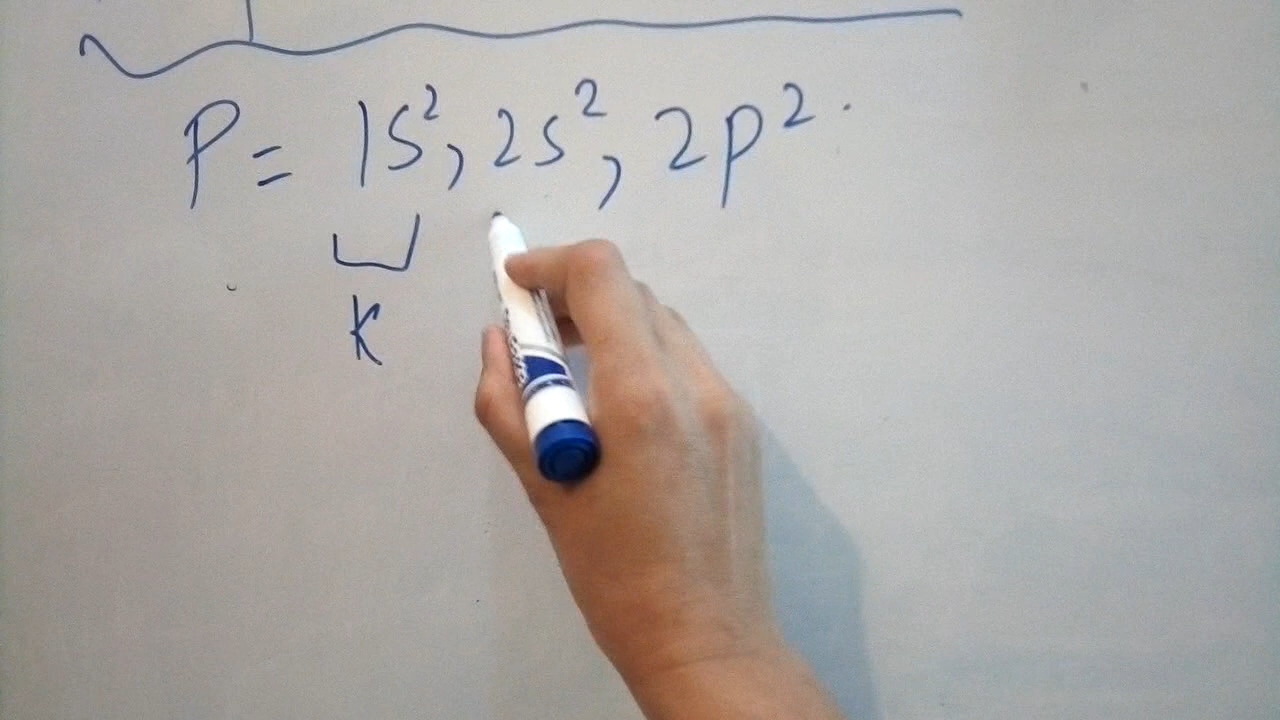 P = 1s², 2s², 2p².
K